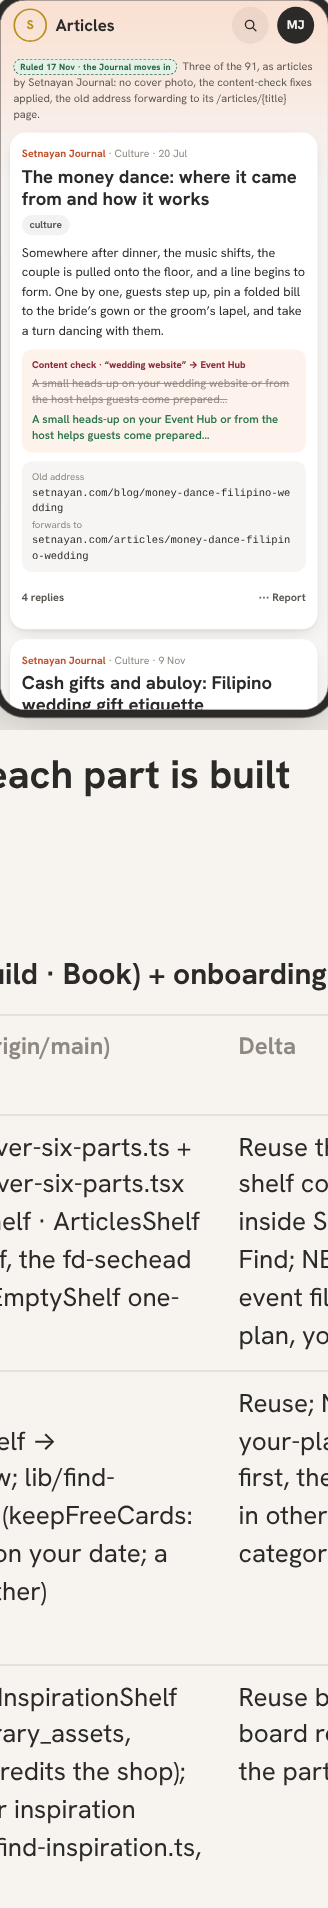 S Articles MJ
Ruled 17 Nov · the Journal moves in Three of the 91, as articles
by Setnayan Journal: no cover photo, the content-check fixes
applied, the old address forwarding to its /articles/{title}
page.
Setnayan Journal · Culture · 20 Jul
The money dance: where it came
from and how it works
culture
Somewhere after dinner, the music shifts, the
couple is pulled onto the floor, and a line begins to
form. One by one, guests step up, pin a folded bill
to the bride's gown or the groom's lapel, and take
a turn dancing with them.
Content check · “wedding website” → Event Hub
A small heads-up on your wedding website or from
the host helps guests come prepared...
A small heads-up on your Event Hub or from the
host helps guests come prepared...
Old address
setnayan.com/blog/money-dance-filipino-we
dding
forwards to
setnayan.com/articles/money-dance-filipin
o-wedding
4 replies ··· Report
Setnayan Journal · Culture · 9 Nov
Cash gifts and abuloy: Filipino
wedding gift etiquette
each part is built
uild · Book) + onboarding
rigin/main) Delta
ver-six-parts.ts + Reuse th
ver-six-parts.tsx shelf co
helf · ArticlesShelf inside S
f, the fd-sechead Find; NE
EmptyShelf one- event fil
plan, yo
Reuse; N
elf → your-pla
w; lib/find- first, the
(keepFreeCards: in other
on your date; a categor
ther)
InspirationShelf Reuse b
rary_assets, board re
redits the shop); the part
r inspiration
find-inspiration.ts,